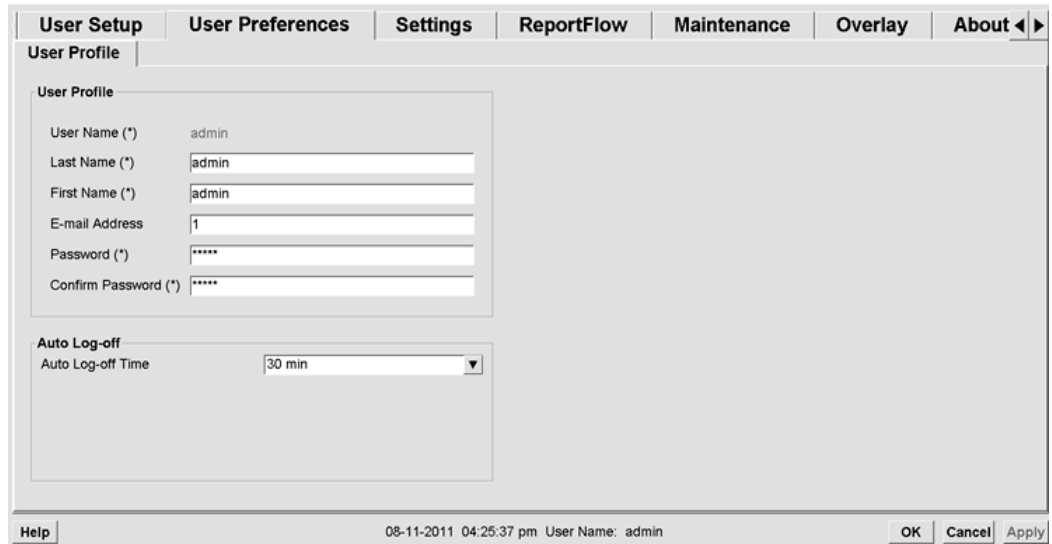 User Setup User Preferences Settings ReportFlow Maintenance Overlay About
User Profile
User Profile
User Name (*) admin
Last Name (*) admin
First Name (*) admin
E-mail Address 1
Password (*) *****
Confirm Password (*) *****
Auto Log-off
Auto Log-off Time 30 min
Help 08-11-2011 04:25:37 pm User Name: admin OK Cancel Apply